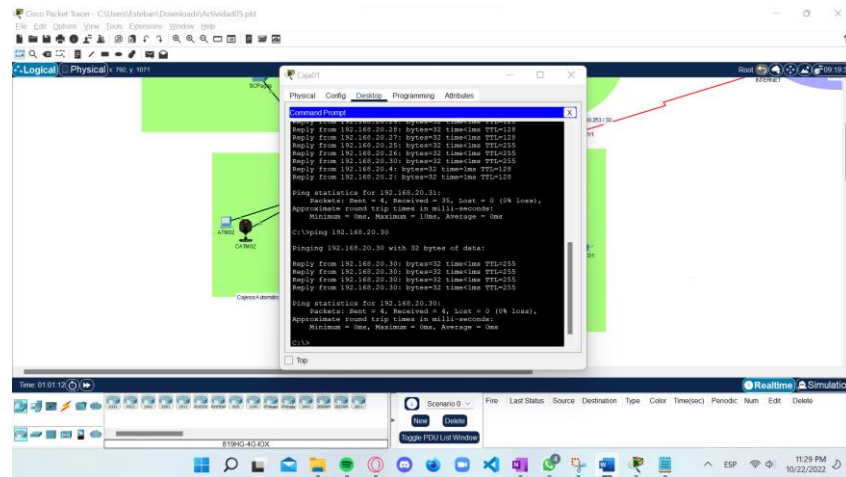 Cisco Packet Tracer - C:\Users\Esteban\Downloads\Actividad05.pkt
File Edit Options View Tools Extensions Window Help
Logical Physical x: 792, y: 1071
Root
09:19:3
INTERNET
Caja01
Physical Config Desktop Programming Attributes
Command Prompt
X
Reply from 192.168.20.28: bytes=32 time<1ms TTL=128
Reply from 192.168.20.27: bytes=32 time<1ms TTL=128
Reply from 192.168.20.25: bytes=32 time<1ms TTL=255
Reply from 192.168.20.26: bytes=32 time<1ms TTL=255
Reply from 192.168.20.30: bytes=32 time<1ms TTL=255
Reply from 192.168.20.4: bytes=32 time=1ms TTL=128
Reply from 192.168.20.2: bytes=32 time=1ms TTL=128
Ping statistics for 192.168.20.31:
Packets: Sent = 4, Received = 35, Lost = 0 (0% loss),
Approximate round trip times in milli-seconds:
Minimum = 0ms, Maximum = 10ms, Average = 0ms
C:\>ping 192.168.20.30
Pinging 192.168.20.30 with 32 bytes of data:
Reply from 192.168.20.30: bytes=32 time<1ms TTL=255
Reply from 192.168.20.30: bytes=32 time<1ms TTL=255
Reply from 192.168.20.30: bytes=32 time<1ms TTL=255
Reply from 192.168.20.30: bytes=32 time<1ms TTL=255
Ping statistics for 192.168.20.30:
Packets: Sent = 4, Received = 4, Lost = 0 (0% loss),
Approximate round trip times in milli-seconds:
Minimum = 0ms, Maximum = 0ms, Average = 0ms
C:\>
Top
ATM02
CATM02
Time: 01:01:12
Realtime Simulatio
Scenario 0
New Delete
Toggle PDU List Window
Fire Last Status Source Destination Type Color Time(sec) Periodic Num Edit Delete
819HG-4G-IOX
ESP
11:29 PM
10/22/2022